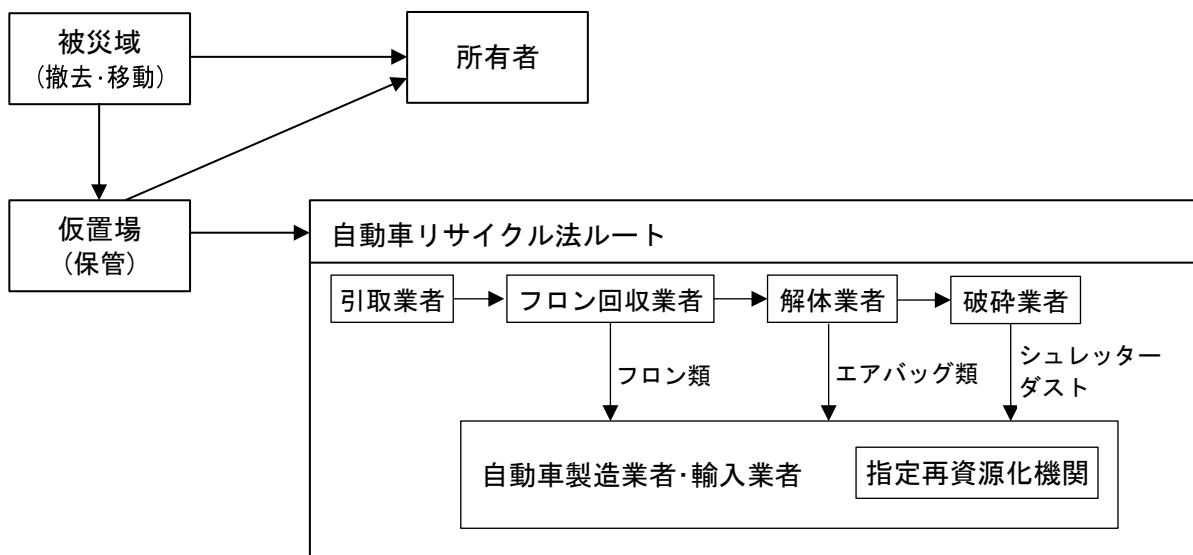 被災域
（撤去・移動）
所有者
仮置場
（保管）
自動車リサイクル法ルート
引取業者
フロン回収業者
解体業者
破砕業者
フロン類
エアバッグ類
シュレッター
ダスト
自動車製造業者・輸入業者
指定再資源化機関